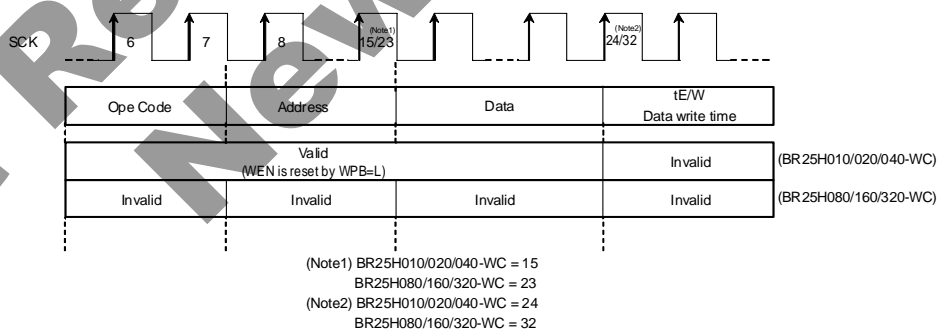 SCK
6
7
8
(Note1)
15/23
(Note2)
24/32
Ope Code
Address
Data
tE/W
Data write time
Valid
(WEN is reset by WPB=L)
Invalid
(BR25H010/020/040-WC)
Invalid
Invalid
Invalid
Invalid
(BR25H080/160/320-WC)
(Note1) BR25H010/020/040-WC = 15
BR25H080/160/320-WC = 23
(Note2) BR25H010/020/040-WC = 24
BR25H080/160/320-WC = 32
New